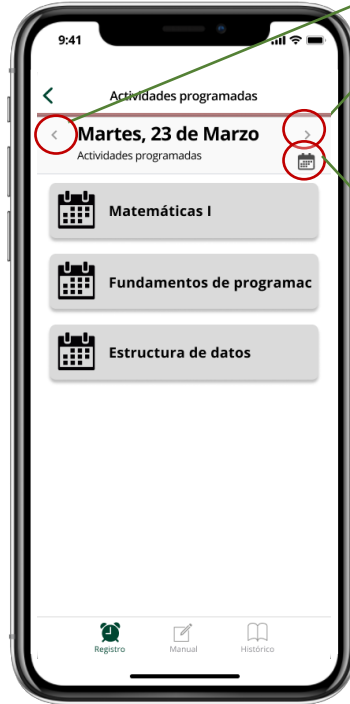 9:41
Actividades programadas
Martes, 23 de Marzo
Actividades programadas
Matemáticas I
Fundamentos de programac
Estructura de datos
Registro
Manual
Histórico